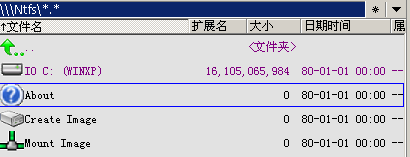 \\\Ntfs\*.*
↑文件名 扩展名 大小 日期时间 属
.. <文件夹>
IO C: (WINXP) 16,105,065,984 80-01-01 00:00 --
About 0 80-01-01 00:00 --
Create Image 0 80-01-01 00:00 --
Mount Image 0 80-01-01 00:00 --